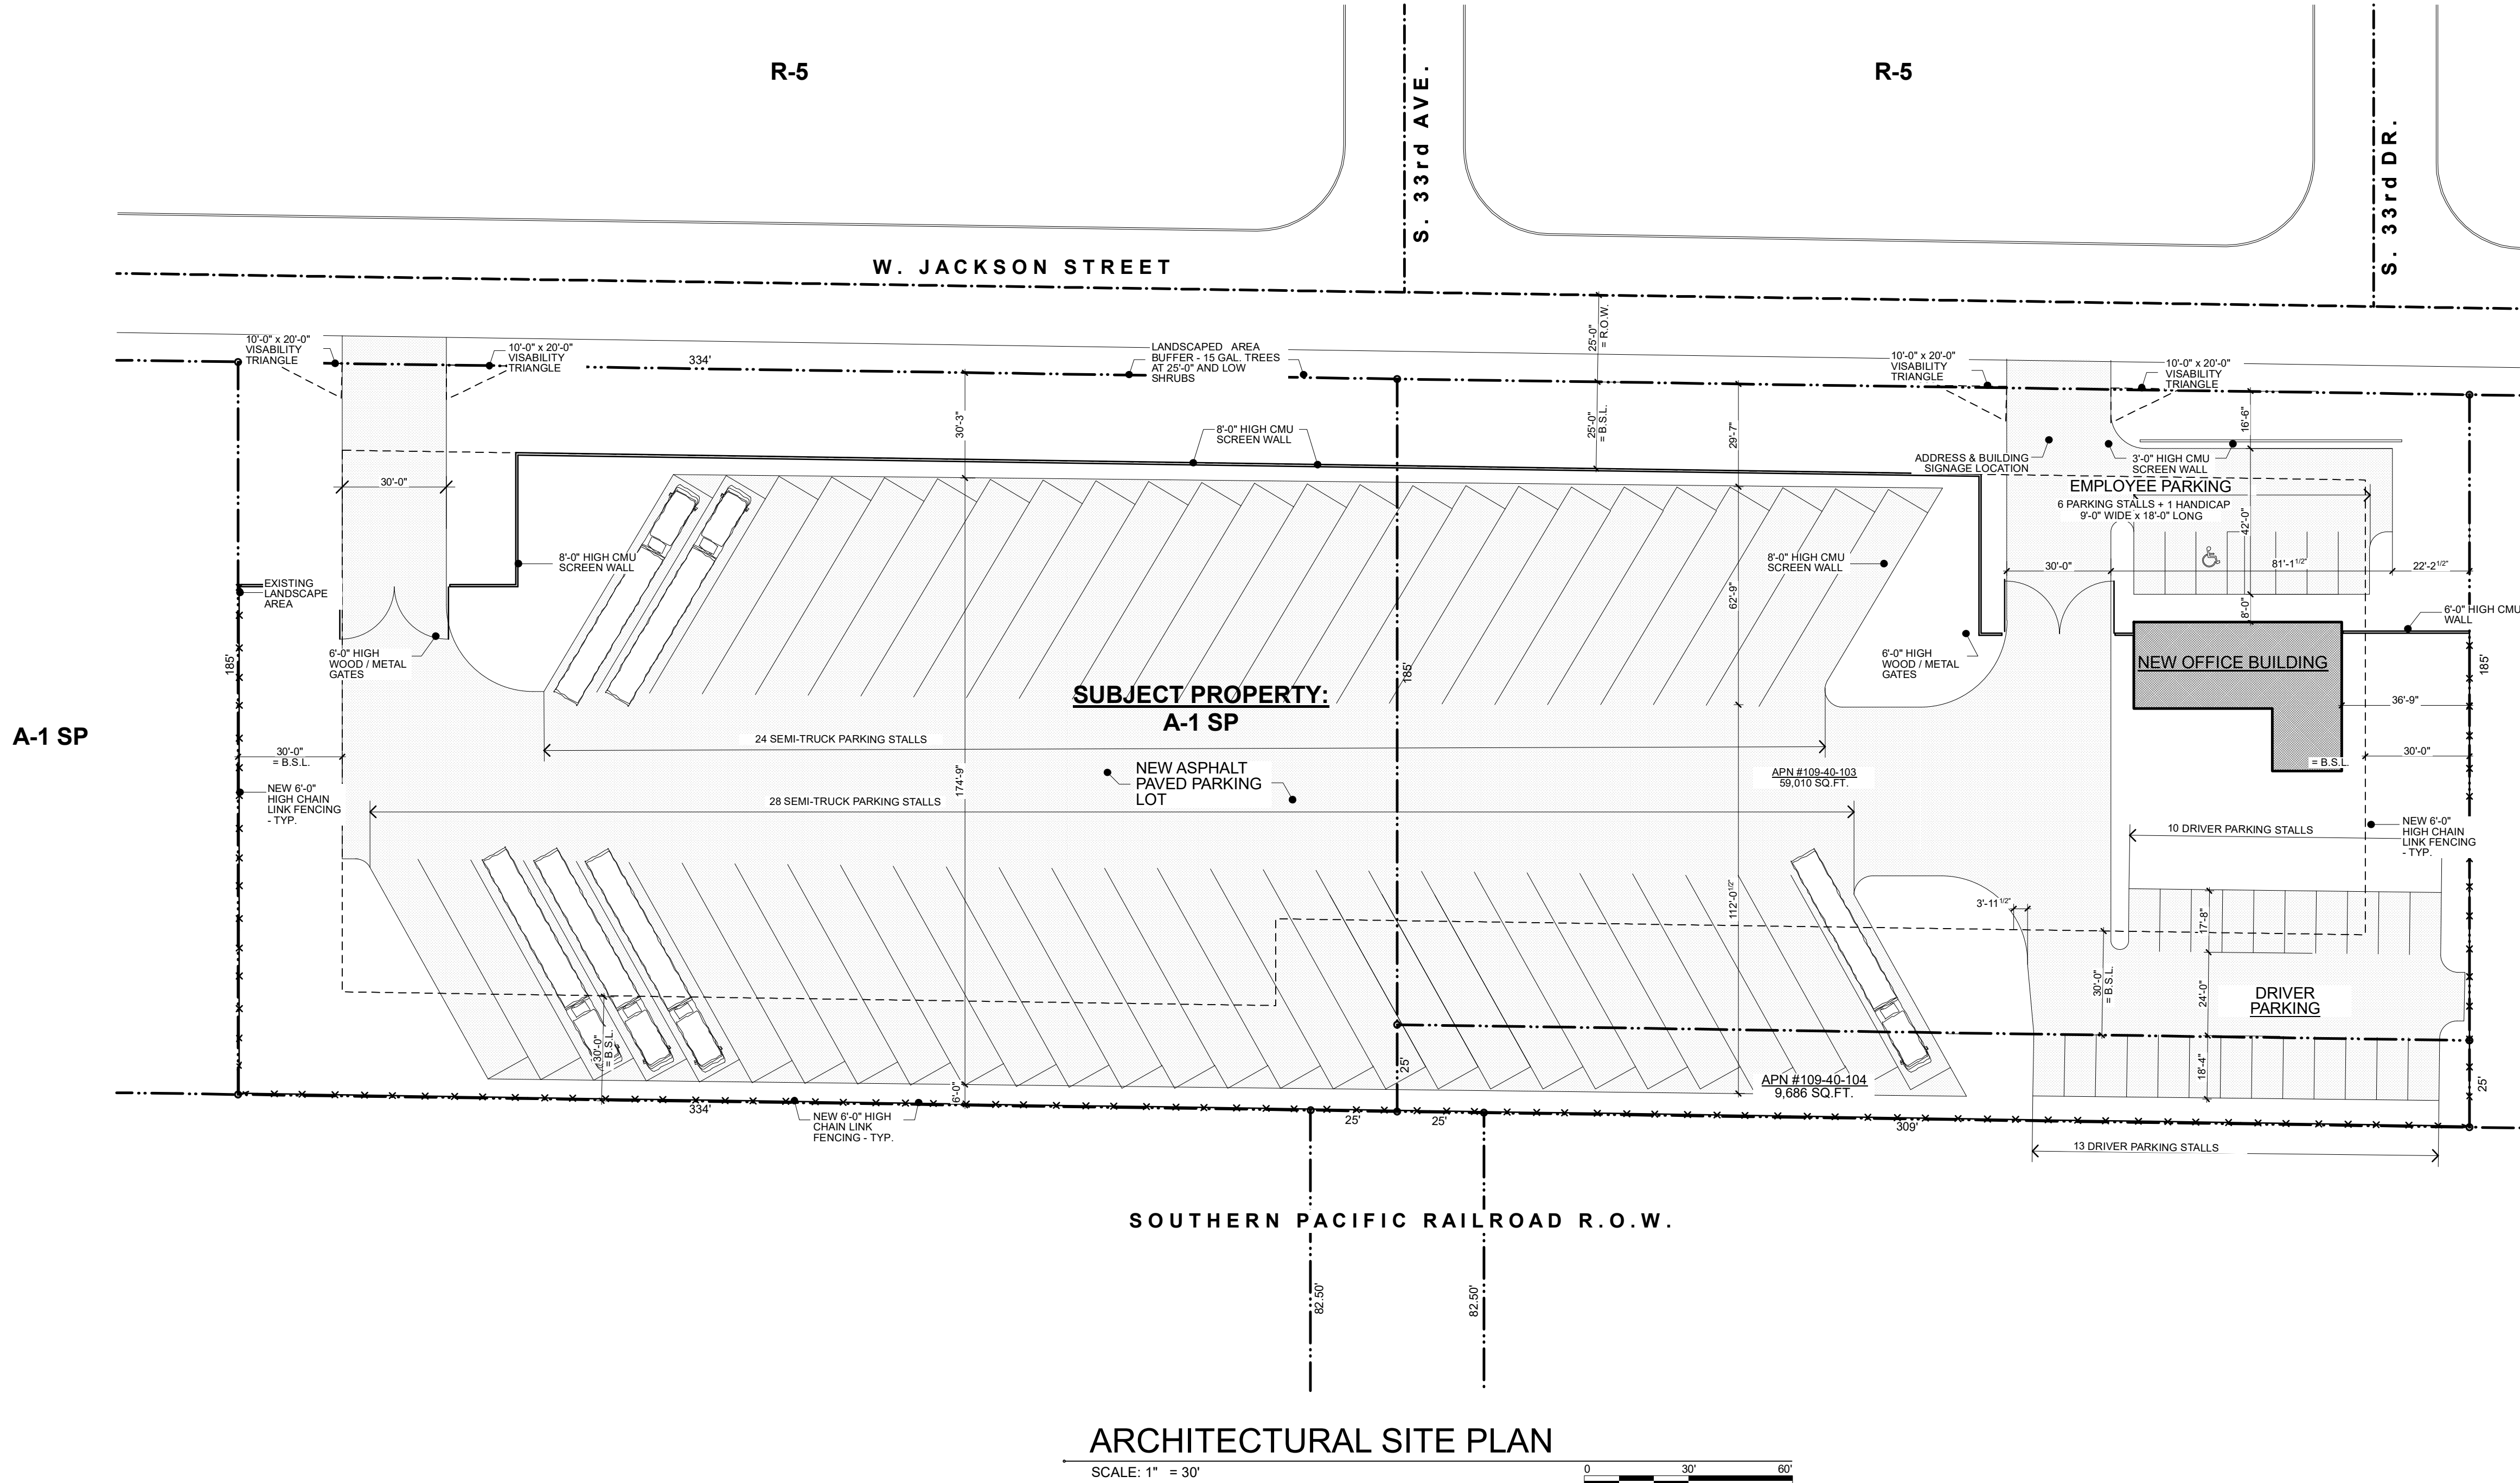 R-5
R-5
S. 33rd AVE.
S. 33rd DR.
W. JACKSON STREET
10'-0" x 20'-0"
VISABILITY
TRIANGLE
10'-0" x 20'-0"
VISABILITY
TRIANGLE
334'
LANDSCAPED AREA
BUFFER - 15 GAL. TREES
AT 25'-0" AND LOW
SHRUBS
25'-0"
= R.O.W.
10'-0" x 20'-0"
VISABILITY
TRIANGLE
10'-0" x 20'-0"
VISABILITY
TRIANGLE
30'-3"
8'-0" HIGH CMU
SCREEN WALL
25'-0"
= B.S.L.
29'-7"
16'-6"
ADDRESS & BUILDING
SIGNAGE LOCATION
3'-0" HIGH CMU
SCREEN WALL
30'-0"
EMPLOYEE PARKING
6 PARKING STALLS + 1 HANDICAP
9'-0" WIDE x 18'-0" LONG
42'-0"
8'-0" HIGH CMU
SCREEN WALL
8'-0" HIGH CMU
SCREEN WALL
30'-0"
81'-1 1/2"
22'-2 1/2"
EXISTING
LANDSCAPE
AREA
62'-9"
8'-0"
6'-0" HIGH CMU
WALL
185'
6'-0" HIGH
WOOD / METAL
GATES
6'-0" HIGH
WOOD / METAL
GATES
NEW OFFICE BUILDING
185'
185'
SUBJECT PROPERTY:
A-1 SP
36'-9"
A-1 SP
24 SEMI-TRUCK PARKING STALLS
30'-0"
= B.S.L.
30'-0"
= B.S.L.
NEW ASPHALT
PAVED PARKING
LOT
APN #109-40-103
59,010 SQ.FT.
174'-9"
NEW 6'-0"
HIGH CHAIN
LINK FENCING
- TYP.
28 SEMI-TRUCK PARKING STALLS
10 DRIVER PARKING STALLS
NEW 6'-0"
HIGH CHAIN
LINK FENCING
- TYP.
112'-0 1/2"
3'-11 1/2"
17'-8"
30'-0"
= B.S.L.
24'-0"
DRIVER
PARKING
30'-0"
= B.S.L.
25'
APN #109-40-104
9,686 SQ.FT.
18'-4"
25'
6'-0"
334'
NEW 6'-0" HIGH
CHAIN LINK
FENCING - TYP.
25'
25'
309'
13 DRIVER PARKING STALLS
SOUTHERN PACIFIC RAILROAD R.O.W.
82.50'
82.50'
ARCHITECTURAL SITE PLAN
SCALE: 1" = 30'
0 30' 60'